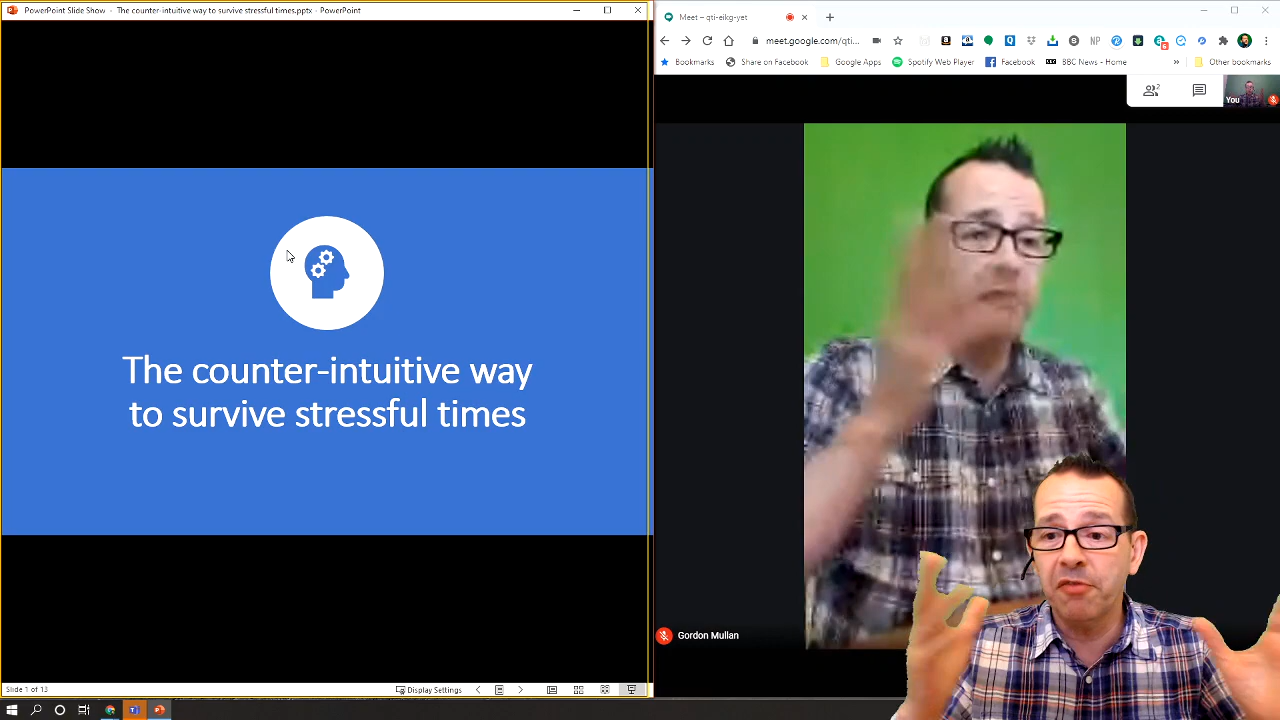 PowerPoint Slide Show - The counter-intuitive way to survive stressful times.pptx - PowerPoint
The counter-intuitive way
to survive stressful times
Slide 1 of 13
Display Settings
Meet – qti-eikg-yet
meet.google.com/qti...
Bookmarks
Share on Facebook
Google Apps
Spotify Web Player
Facebook
BBC News - Home
»
Other bookmarks
2
You
Gordon Mullan